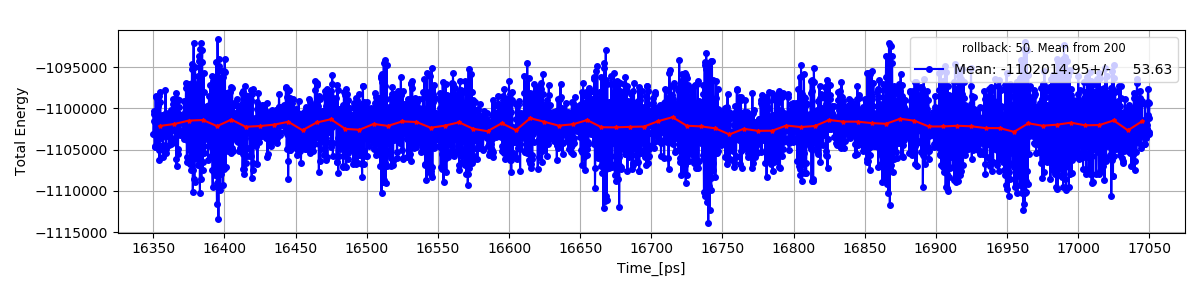 rollback: 50. Mean from 200
Mean: -1102014.95+/- 53.63
Total Energy
−1095000
−1100000
−1105000
−1110000
−1115000
16350 16400 16450 16500 16550 16600 16650 16700 16750 16800 16850 16900 16950 17000 17050
Time_[ps]